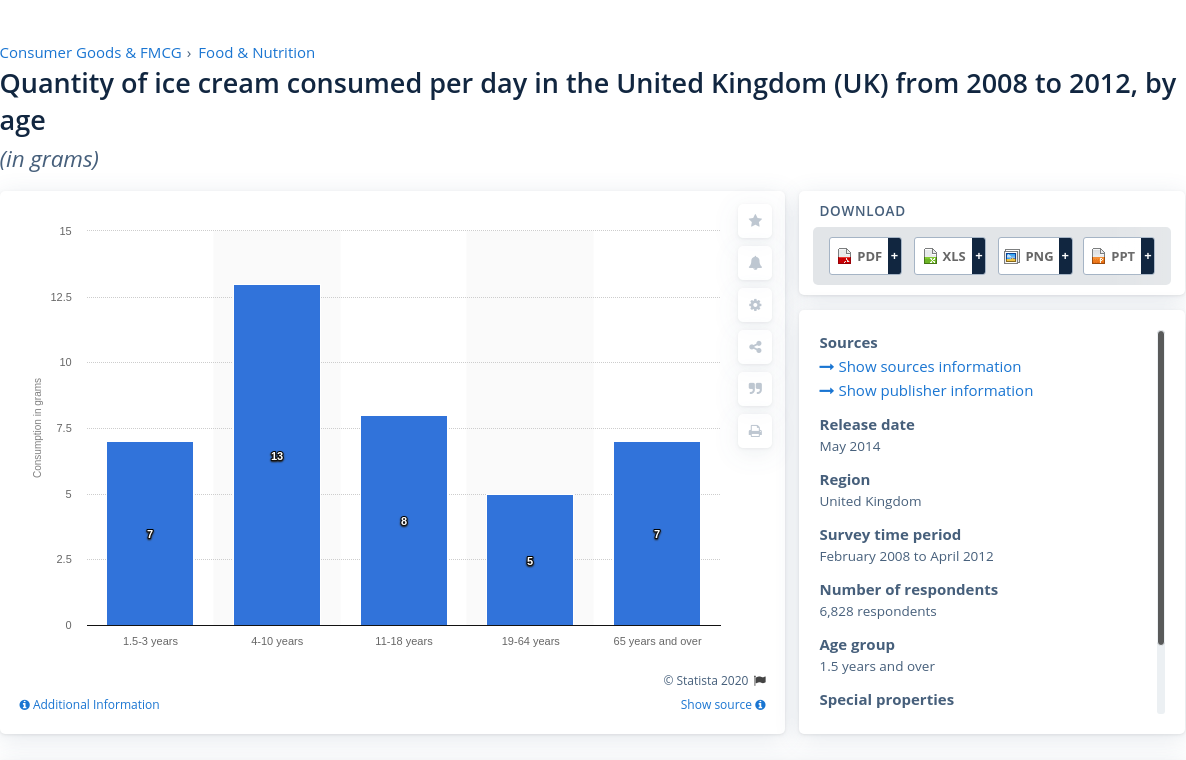 Consumer Goods & FMCG › Food & Nutrition
Quantity of ice cream consumed per day in the United Kingdom (UK) from 2008 to 2012, by
age
(in grams)
15
12.5
10
7.5
5
2.5
0
Consumption in grams
7
13
8
5
7
1.5-3 years
4-10 years
11-18 years
19-64 years
65 years and over
© Statista 2020
Additional Information
Show source
DOWNLOAD
PDF +
XLS +
PNG +
PPT +
Sources
Show sources information
Show publisher information
Release date
May 2014
Region
United Kingdom
Survey time period
February 2008 to April 2012
Number of respondents
6,828 respondents
Age group
1.5 years and over
Special properties